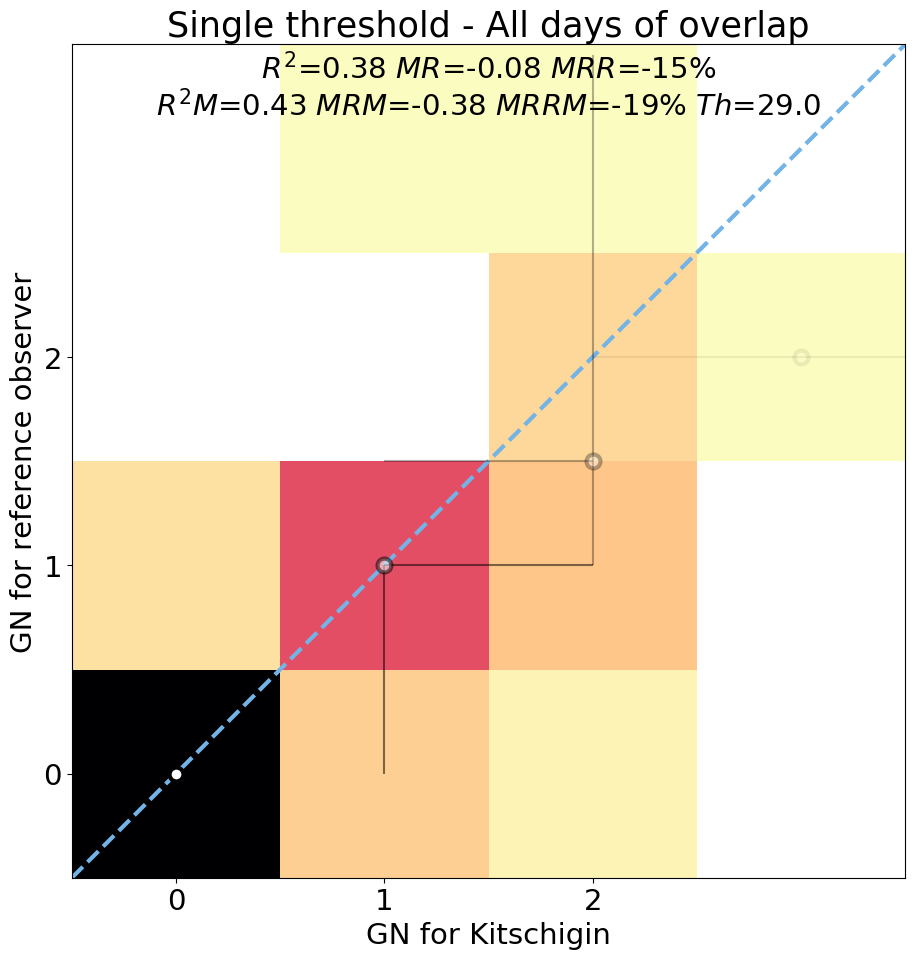 Single threshold - All days of overlap
R²=0.38 MR=-0.08 MRR=-15%
R²M=0.43 MRM=-0.38 MRRM=-19% Th=29.0
GN for reference observer
2
1
0
0 1 2
GN for Kitschigin